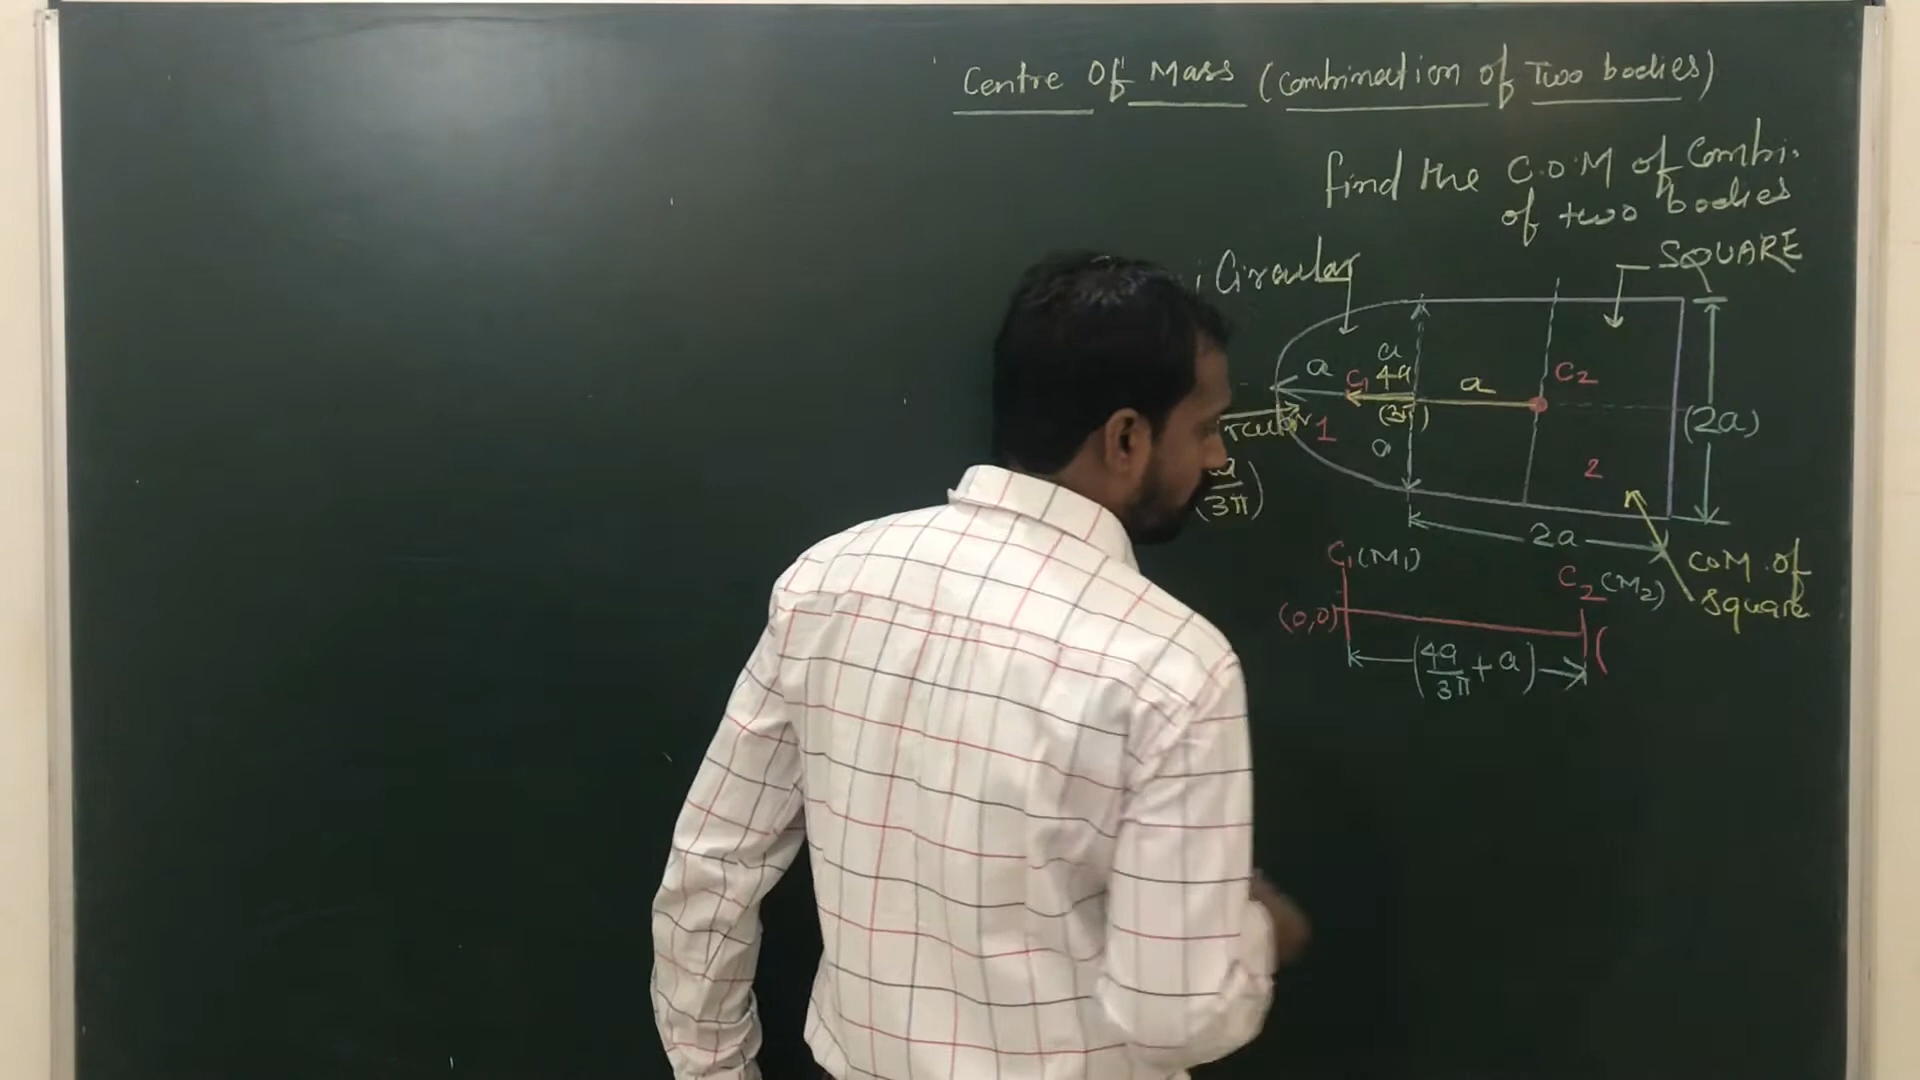 Centre Of Mass (combination of Two bodies)
find the C.O.M of Combi.
of two bodies
i Circular
SQUARE
a
a
4a
(3π)
C1
a
C2
1
a
2
(2a)
3π)
2a
C1(M1)
C2 (M2)
COM of
square
(0,0)
(
(4a/3π + a)